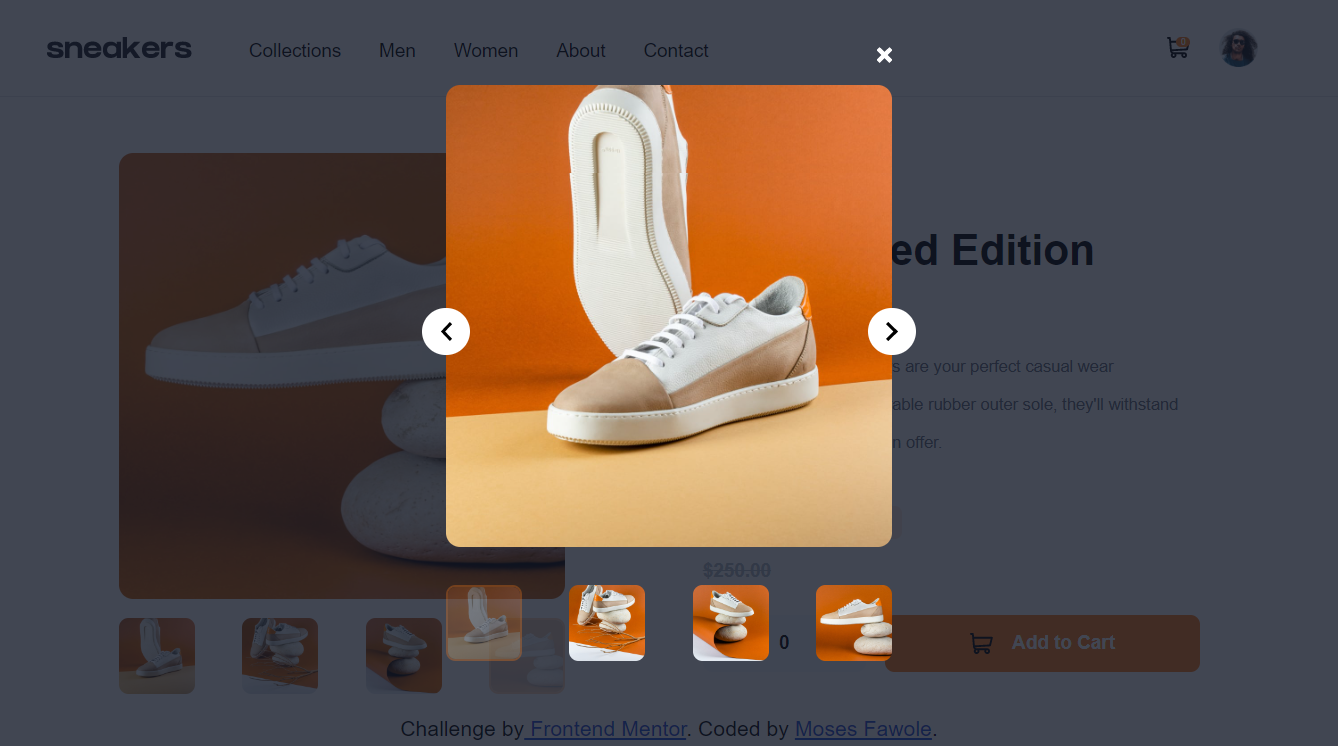 sneakers Collections Men Women About Contact
ed Edition
s are your perfect casual wear
able rubber outer sole, they'll withstand
n offer.
$250.00
0
Add to Cart
Challenge by Frontend Mentor. Coded by Moses Fawole.